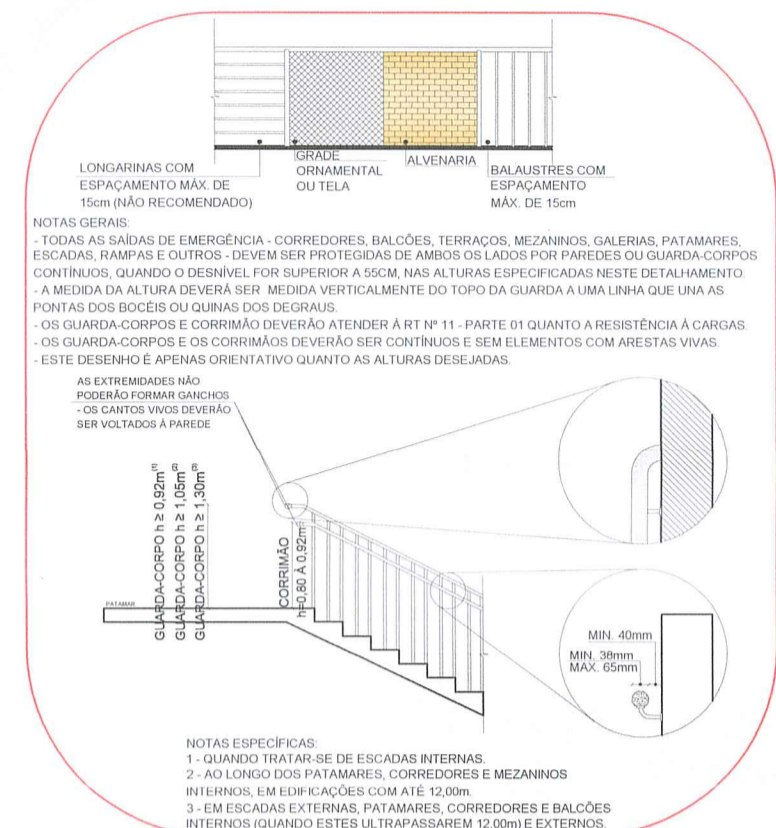 LONGARINAS COM
ESPAÇAMENTO MÁX. DE
15cm (NÃO RECOMENDADO)
GRADE
ORNAMENTAL
OU TELA
ALVENARIA
BALAUSTRES COM
ESPAÇAMENTO
MÁX. DE 15cm
NOTAS GERAIS:
- TODAS AS SAÍDAS DE EMERGÊNCIA - CORREDORES, BALCÕES, TERRAÇOS, MEZANINOS, GALERIAS, PATAMARES,
ESCADAS, RAMPAS E OUTROS - DEVEM SER PROTEGIDAS DE AMBOS OS LADOS POR PAREDES OU GUARDA-CORPOS
CONTÍNUOS, QUANDO O DESNÍVEL FOR SUPERIOR A 55CM, NAS ALTURAS ESPECIFICADAS NESTE DETALHAMENTO.
- A MEDIDA DA ALTURA DEVERÁ SER MEDIDA VERTICALMENTE DO TOPO DA GUARDA A UMA LINHA QUE UNA AS
PONTAS DOS BOCÉIS OU QUINAS DOS DEGRAUS.
- OS GUARDA-CORPOS E CORRIMÃO DEVERÃO ATENDER À RT Nº 11 - PARTE 01 QUANTO A RESISTÊNCIA À CARGAS.
- OS GUARDA-CORPOS E OS CORRIMÃOS DEVERÃO SER CONTÍNUOS E SEM ELEMENTOS COM ARESTAS VIVAS.
- ESTE DESENHO É APENAS ORIENTATIVO QUANTO AS ALTURAS DESEJADAS.
AS EXTREMIDADES NÃO
PODERÃO FORMAR GANCHOS
- OS CANTOS VIVOS DEVERÃO
SER VOLTADOS À PAREDE
GUARDA-CORPO h ≥ 0,92m⁽¹⁾
GUARDA-CORPO h ≥ 1,05m⁽²⁾
GUARDA-CORPO h ≥ 1,30m⁽³⁾
CORRIMÃO
h=0,80 À 0,92m
PATAMAR
MIN. 40mm
MIN. 38mm
MAX. 65mm
NOTAS ESPECÍFICAS:
1 - QUANDO TRATAR-SE DE ESCADAS INTERNAS.
2 - AO LONGO DOS PATAMARES, CORREDORES E MEZANINOS
INTERNOS, EM EDIFICAÇÕES COM ATÉ 12,00m.
3 - EM ESCADAS EXTERNAS, PATAMARES, CORREDORES E BALCÕES
INTERNOS (QUANDO ESTES ULTRAPASSAREM 12,00m) E EXTERNOS.